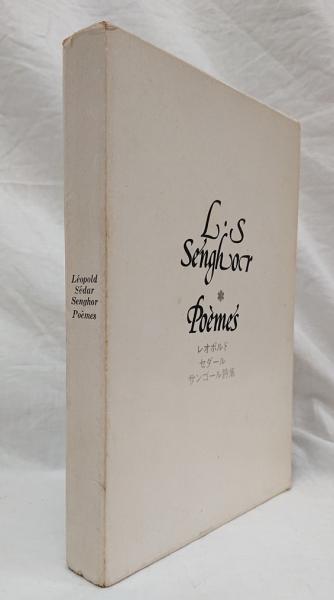 Léopold
Sédar
Senghor
Poèmes
L·S
Senghor
Poèmes
レオポルド
セダール
サンゴール詩集